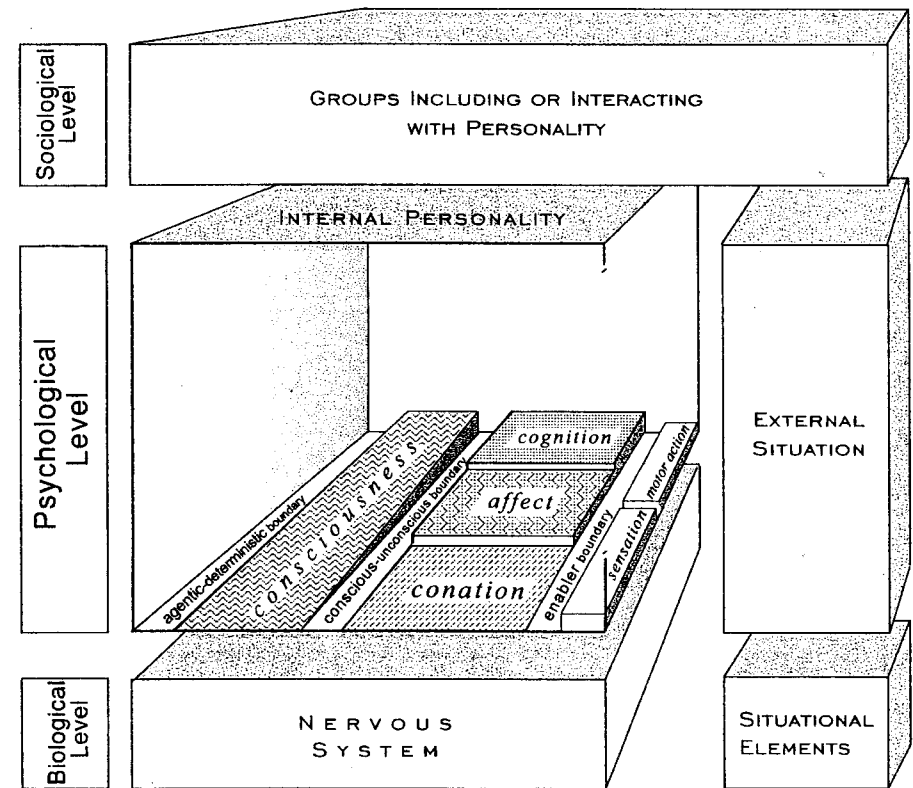 Sociological
Level
GROUPS INCLUDING OR INTERACTING
WITH PERSONALITY
INTERNAL PERSONALITY
Psychological
Level
agentic-deterministic boundary
consciousness
conscious-unconscious boundary
cognition
affect
conation
enabler boundary
sensation
motor action
EXTERNAL
SITUATION
Biological
Level
NERVOUS
SYSTEM
SITUATIONAL
ELEMENTS